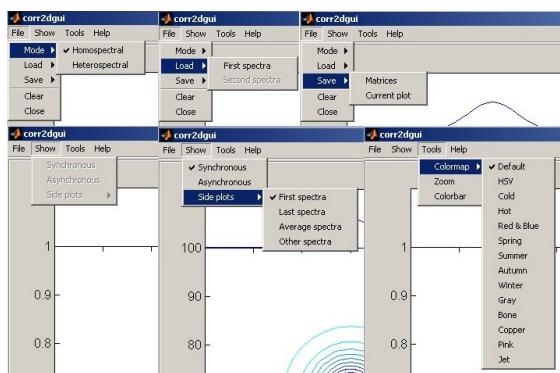 corr2dgui
File Show Tools Help
Mode
Load
Save
Clear
Close
Homospectral
Heterospectral
corr2dgui
File Show Tools Help
Mode
Load
Save
Clear
Close
First spectra
Second spectra
corr2dgui
File Show Tools Help
Mode
Load
Save
Clear
Close
Matrices
Current plot
corr2dgui
File Show Tools Help
Synchronous
Asynchronous
Side plots
1
0.9
0.8
corr2dgui
File Show Tools Help
Synchronous
Asynchronous
Side plots
First spectra
Last spectra
Average spectra
Other spectra
100
90
80
corr2dgui
File Show Tools Help
Colormap
Zoom
Colorbar
Default
HSV
Cold
Hot
Red & Blue
Spring
Summer
Autumn
Winter
Gray
Bone
Copper
Pink
Jet
1
0.9
0.8